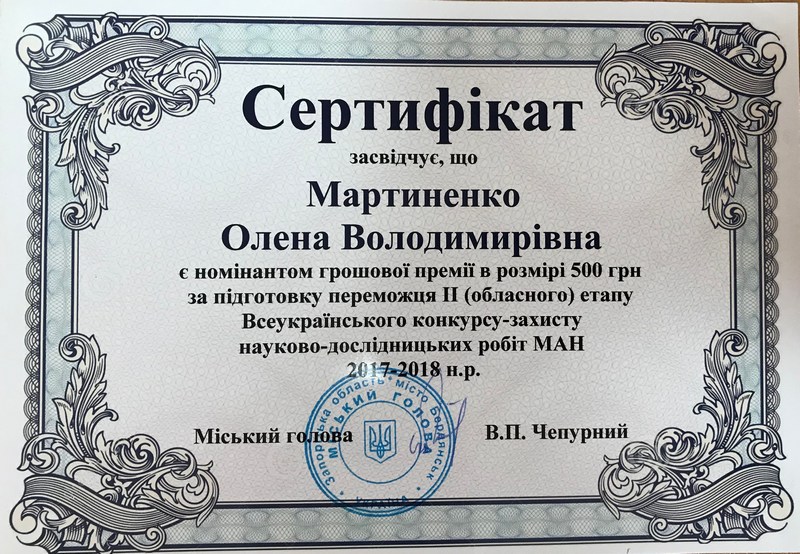 Сертифікат
засвідчує, що
Мартиненко
Олена Володимирівна
є номінантом грошової премії в розмірі 500 грн
за підготовку переможця ІІ (обласного) етапу
Всеукраїнського конкурсу-захисту
науково-дослідницьких робіт МАН
2017-2018 н.р.
Міський голова
В.П. Чепурний
Запорізька область * місто Бердянськ *
МІСЬКИЙ ГОЛОВА
УКРАЇНА